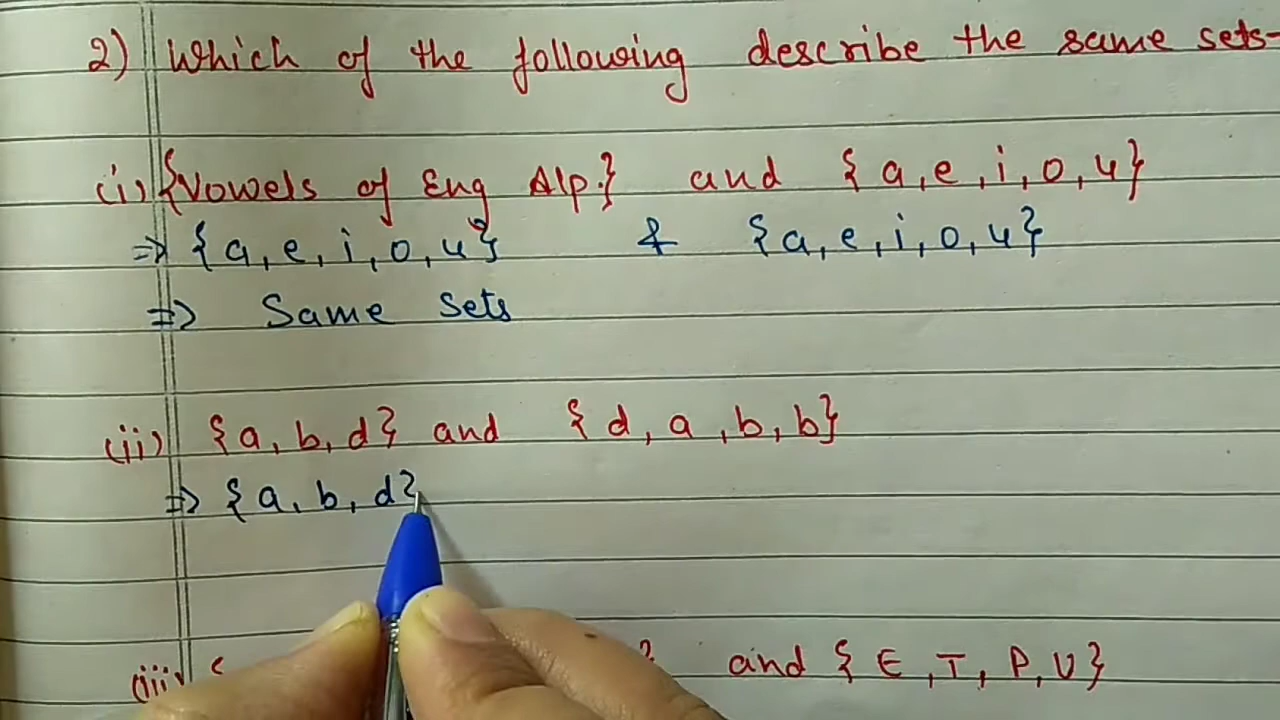 2) Which of the following describe the same sets-
(i) {Vowels of Eng Alp.} and {a,e,i,o,u}
=> {a,e,i,o,u} & {a,e,i,o,u}
=> Same sets
(ii) {a, b, d} and {d, a, b, b}
=> {a, b, d}
(iii) { } and {E, T, P, U}